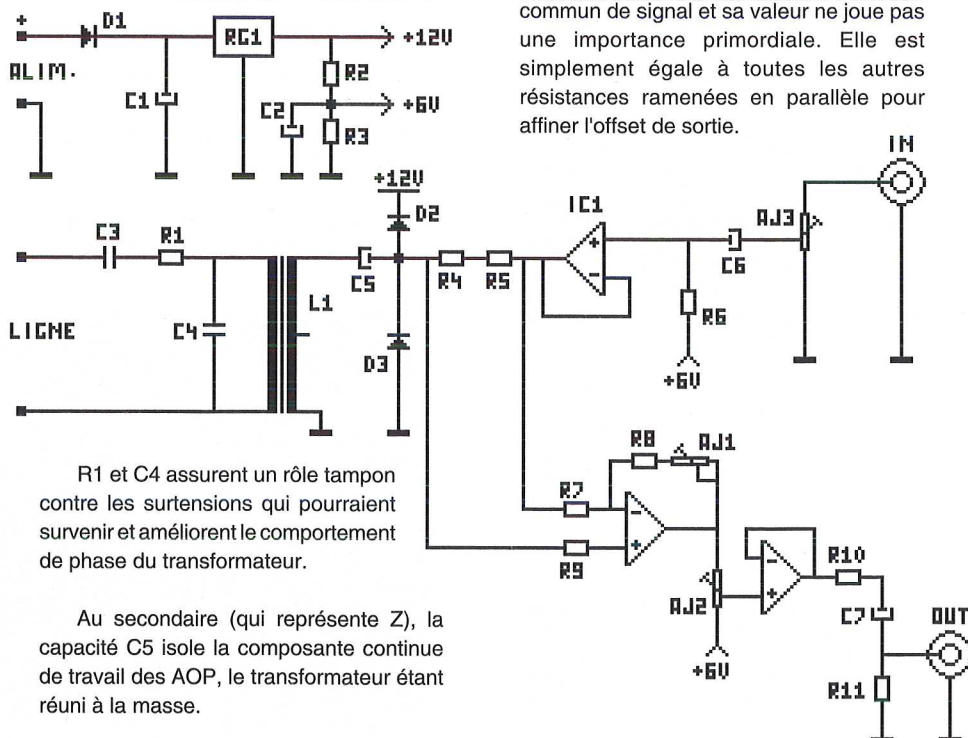 commun de signal et sa valeur ne joue pas
une importance primordiale. Elle est
simplement égale à toutes les autres
résistances ramenées en parallèle pour
affiner l'offset de sortie.
+
D1
RG1
+12V
ALIM.
C1
R2
C2
+6V
R3
+12V
D2
IC1
+
-
IN
AJ3
C6
R6
+6V
C3
R1
C5
R4
R5
LIGNE
C4
L1
D3
R8
AJ1
R7
-
+
R9
AJ2
+6V
-
+
R10
C7
OUT
R11
R1 et C4 assurent un rôle tampon
contre les surtensions qui pourraient
survenir et améliorent le comportement
de phase du transformateur.
Au secondaire (qui représente Z), la
capacité C5 isole la composante continue
de travail des AOP, le transformateur étant
réuni à la masse.